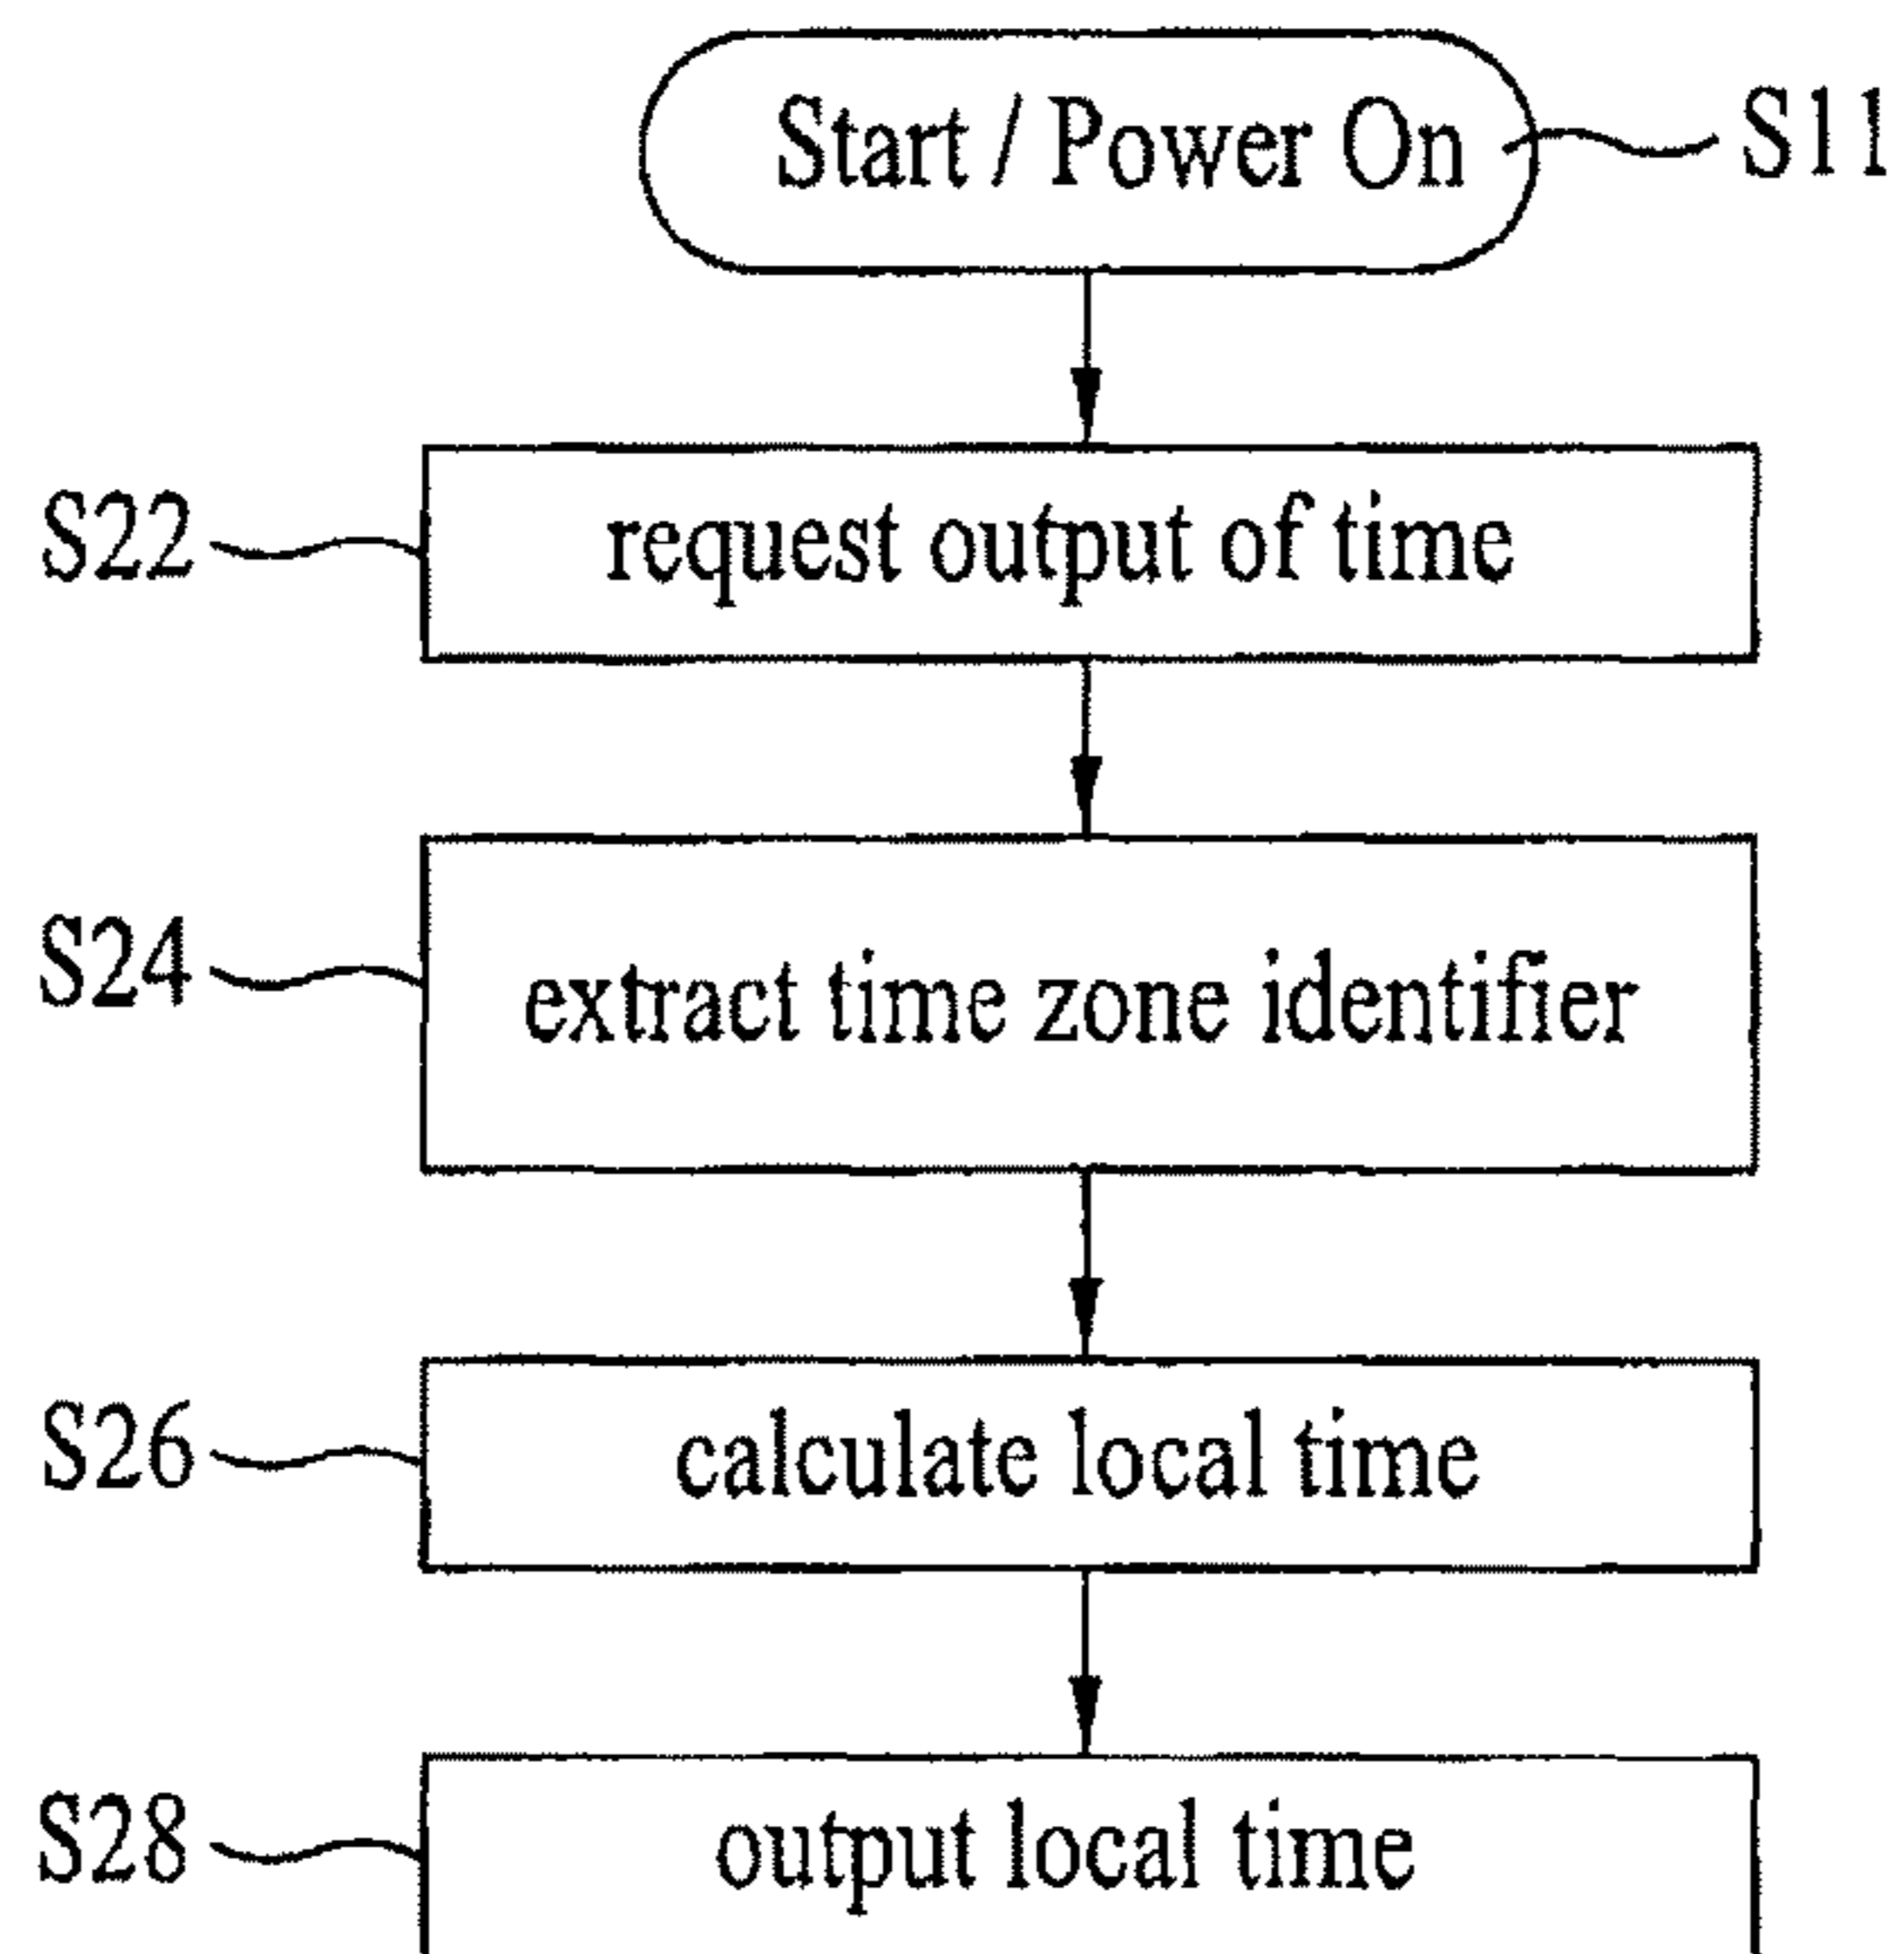 Start / Power On
S11
S22
request output of time
S24
extract time zone identifier
S26
calculate local time
S28
output local time